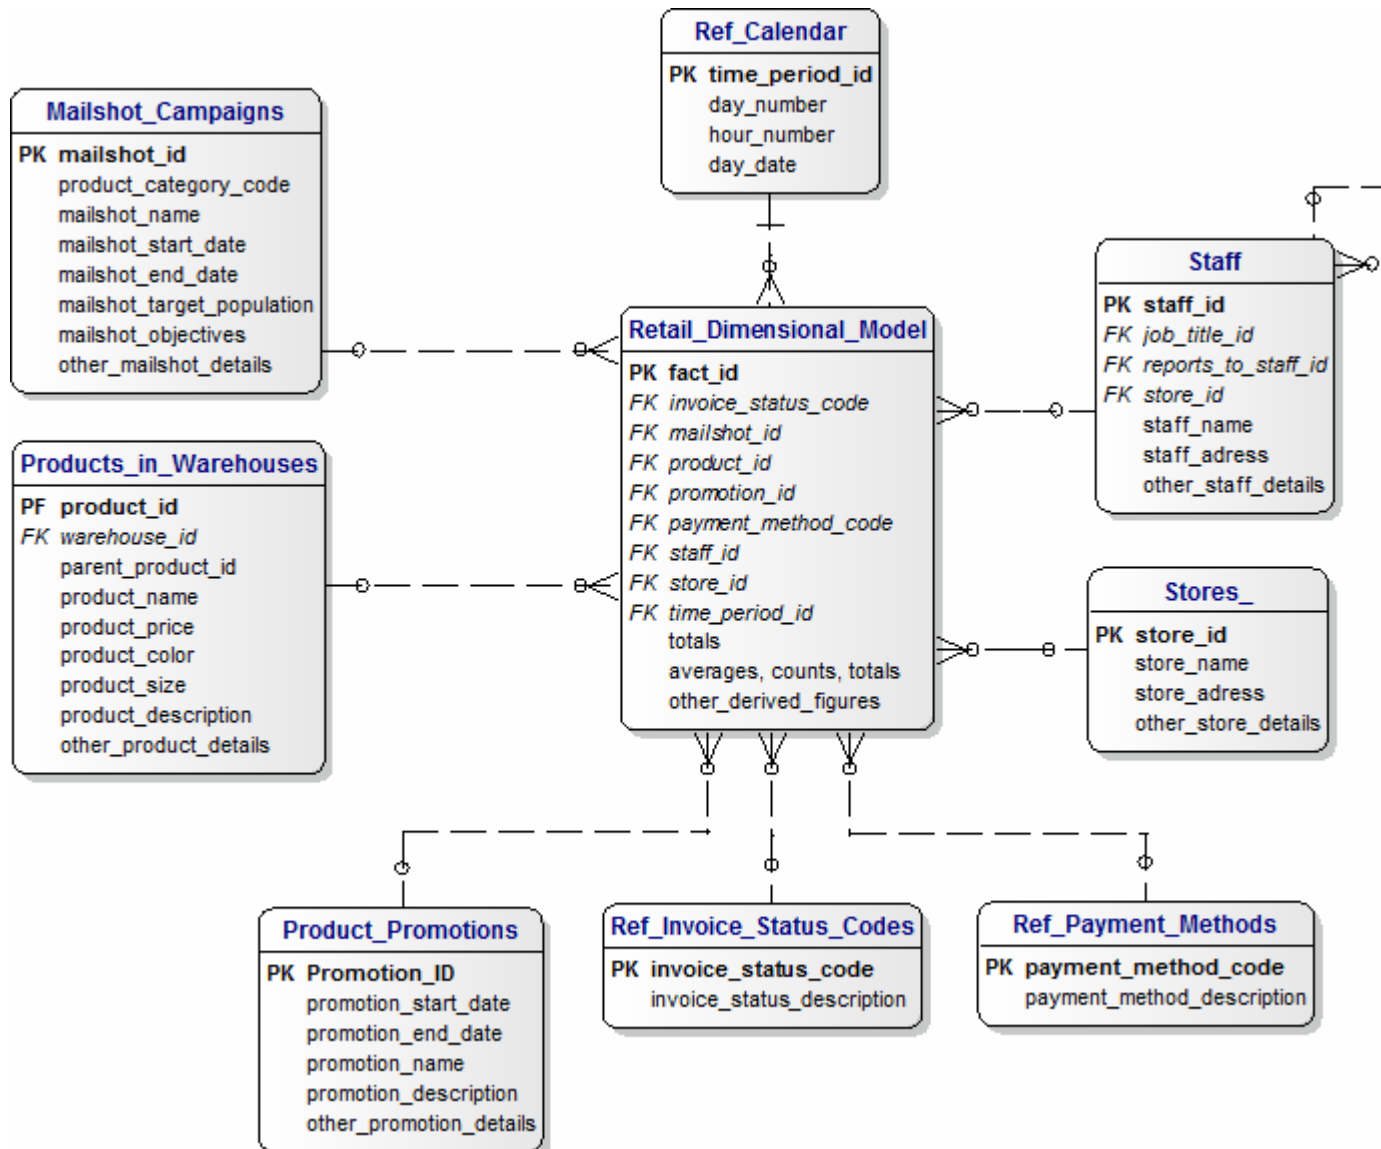 Ref_Calendar
PK time_period_id
day_number
hour_number
day_date
Mailshot_Campaigns
PK mailshot_id
product_category_code
mailshot_name
mailshot_start_date
mailshot_end_date
mailshot_target_population
mailshot_objectives
other_mailshot_details
Staff
PK staff_id
FK job_title_id
FK reports_to_staff_id
FK store_id
staff_name
staff_adress
other_staff_details
Retail_Dimensional_Model
PK fact_id
FK invoice_status_code
FK mailshot_id
FK product_id
FK promotion_id
FK payment_method_code
FK staff_id
FK store_id
FK time_period_id
totals
averages, counts, totals
other_derived_figures
Products_in_Warehouses
PF product_id
FK warehouse_id
parent_product_id
product_name
product_price
product_color
product_size
product_description
other_product_details
Stores_
PK store_id
store_name
store_adress
other_store_details
Product_Promotions
PK Promotion_ID
promotion_start_date
promotion_end_date
promotion_name
promotion_description
other_promotion_details
Ref_Invoice_Status_Codes
PK invoice_status_code
invoice_status_description
Ref_Payment_Methods
PK payment_method_code
payment_method_description